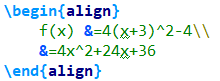 \begin{align}
f(x) &=4(x+3)^2-4\\
&=4x^2+24x+36
\end{align}